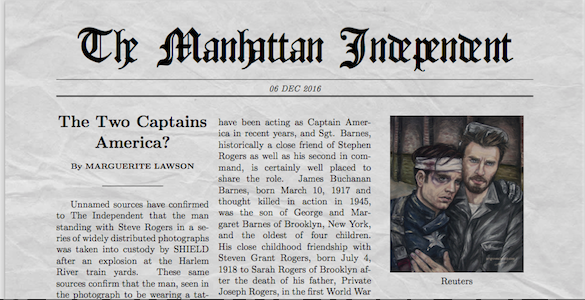 The Manhattan Independent
06 DEC 2016
The Two Captains
America?
By MARGUERITE LAWSON
Unnamed sources have confirmed
to The Independent that the man
standing with Steve Rogers in a se-
ries of widely distributed photographs
was taken into custody by SHIELD
after an explosion at the Harlem
River train yards. These same
sources confirm that the man, seen in
the photograph to be wearing a tat-
have been acting as Captain Amer-
ica in recent years, and Sgt. Barnes,
historically a close friend of Stephen
Rogers as well as his second in com-
mand, is certainly well placed to
share the role. James Buchanan
Barnes, born March 10, 1917 and
thought killed in action in 1945,
was the son of George and Mar-
garet Barnes of Brooklyn, New York,
and the oldest of four children.
His close childhood friendship with
Steven Grant Rogers, born July 4,
1918 to Sarah Rogers of Brooklyn af-
ter the death of his father, Private
Joseph Rogers, in the first World War
Reuters